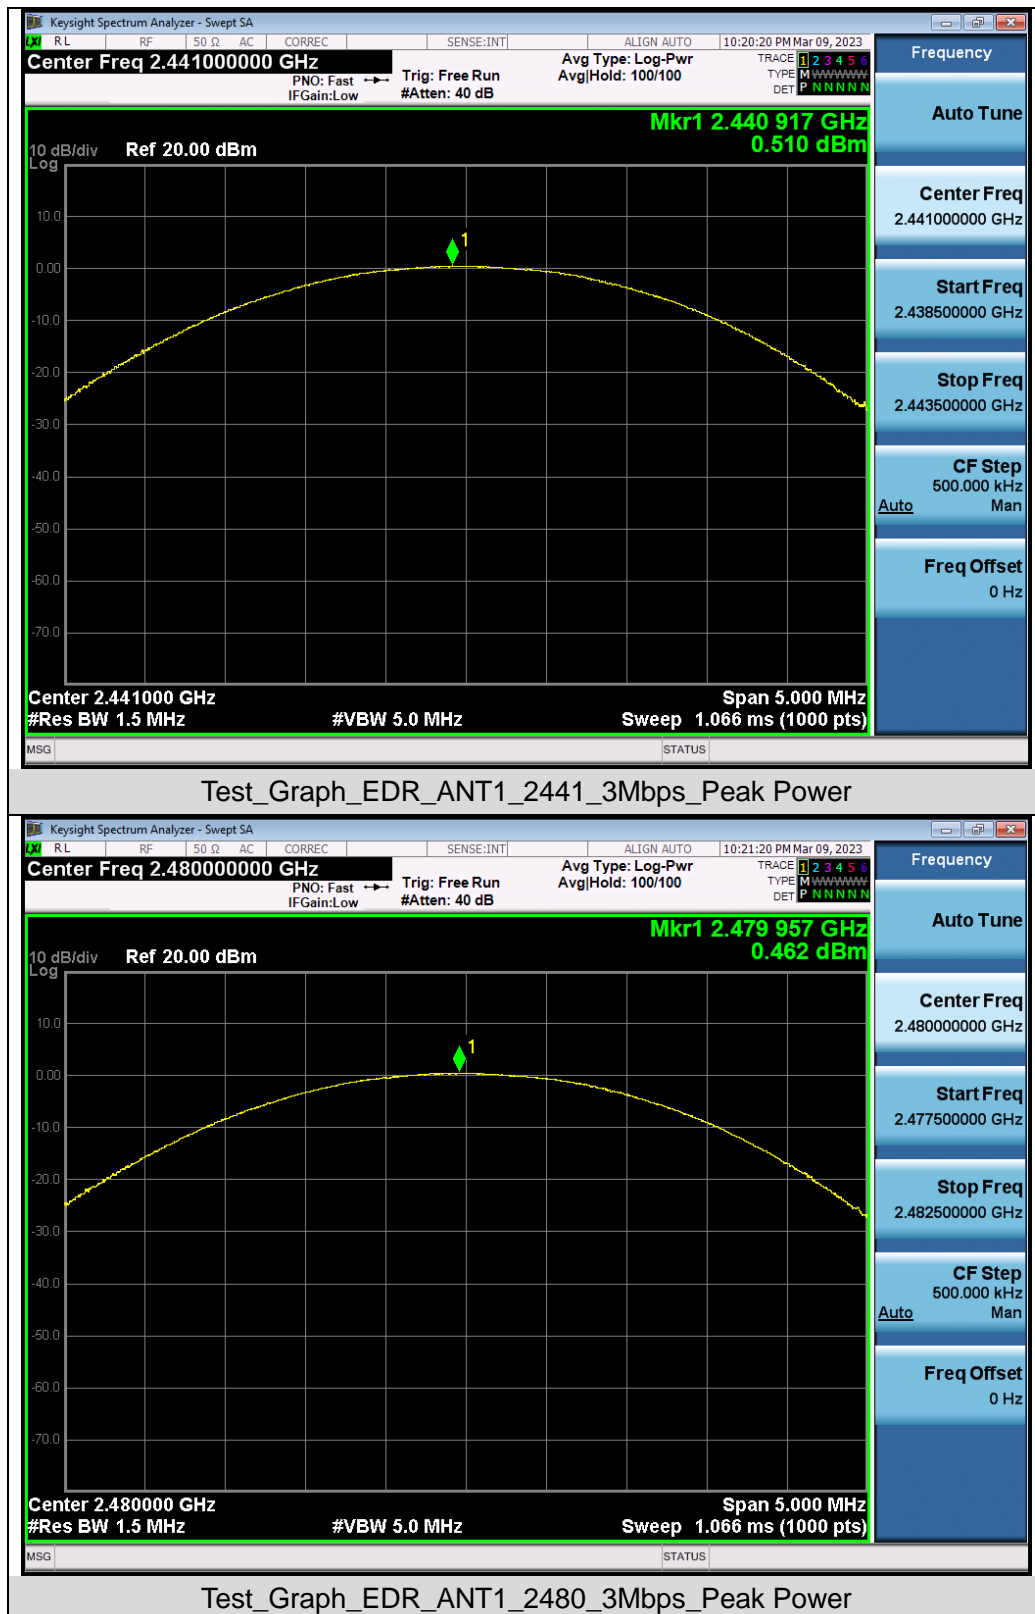 Keysight Spectrum Analyzer - Swept SA
LXI RL RF 50 Ω AC CORREC SENSE:INT ALIGN AUTO 10:20:20 PM Mar 09, 2023
Center Freq 2.441000000 GHz
PNO: Fast
IFGain:Low
Trig: Free Run
#Atten: 40 dB
Avg Type: Log-Pwr
Avg|Hold: 100/100
TRACE 1 2 3 4 5 6
TYPE M WWWWW
DET P N N N N N
Mkr1 2.440 917 GHz
0.510 dBm
10 dB/div Ref 20.00 dBm
Log
10.0
1
0.00
-10.0
-20.0
-30.0
-40.0
-50.0
-60.0
-70.0
Center 2.441000 GHz Span 5.000 MHz
#Res BW 1.5 MHz #VBW 5.0 MHz Sweep 1.066 ms (1000 pts)
MSG STATUS
Frequency
Auto Tune
Center Freq
2.441000000 GHz
Start Freq
2.438500000 GHz
Stop Freq
2.443500000 GHz
CF Step
500.000 kHz
Auto Man
Freq Offset
0 Hz
Test_Graph_EDR_ANT1_2441_3Mbps_Peak Power
Keysight Spectrum Analyzer - Swept SA
LXI RL RF 50 Ω AC CORREC SENSE:INT ALIGN AUTO 10:21:20 PM Mar 09, 2023
Center Freq 2.480000000 GHz
PNO: Fast
IFGain:Low
Trig: Free Run
#Atten: 40 dB
Avg Type: Log-Pwr
Avg|Hold: 100/100
TRACE 1 2 3 4 5 6
TYPE M WWWWW
DET P N N N N N
Mkr1 2.479 957 GHz
0.462 dBm
10 dB/div Ref 20.00 dBm
Log
10.0
1
0.00
-10.0
-20.0
-30.0
-40.0
-50.0
-60.0
-70.0
Center 2.480000 GHz Span 5.000 MHz
#Res BW 1.5 MHz #VBW 5.0 MHz Sweep 1.066 ms (1000 pts)
MSG STATUS
Frequency
Auto Tune
Center Freq
2.480000000 GHz
Start Freq
2.477500000 GHz
Stop Freq
2.482500000 GHz
CF Step
500.000 kHz
Auto Man
Freq Offset
0 Hz
Test_Graph_EDR_ANT1_2480_3Mbps_Peak Power